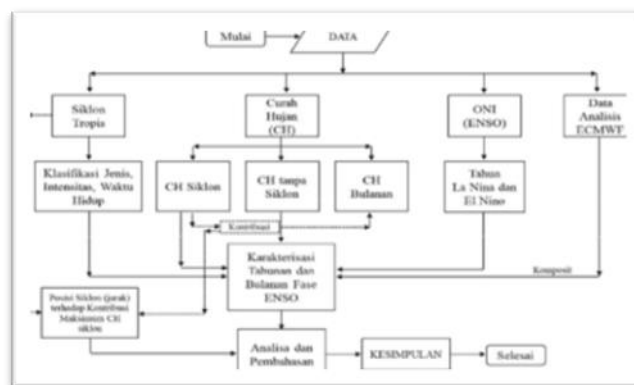 Mulai
DATA
Siklon
Tropis
Curah
Hujan
(CH)
ONI
(ENSO)
Data
Analisis
ECMWF
Klasifikasi Jenis,
Intensitas, Waktu
Hidup
CH Siklon
CH tanpa
Siklon
CH
Bulanan
Tahun
La Nina dan
El Nino
Kontribusi
Karakterisasi
Tahunan dan
Bulanan Fase
ENSO
Komposit
Posisi Siklon (jarak)
terhadap Kontribusi
Maksimum CH
siklon
Analisa dan
Pembahasan
KESIMPULAN
Selesai